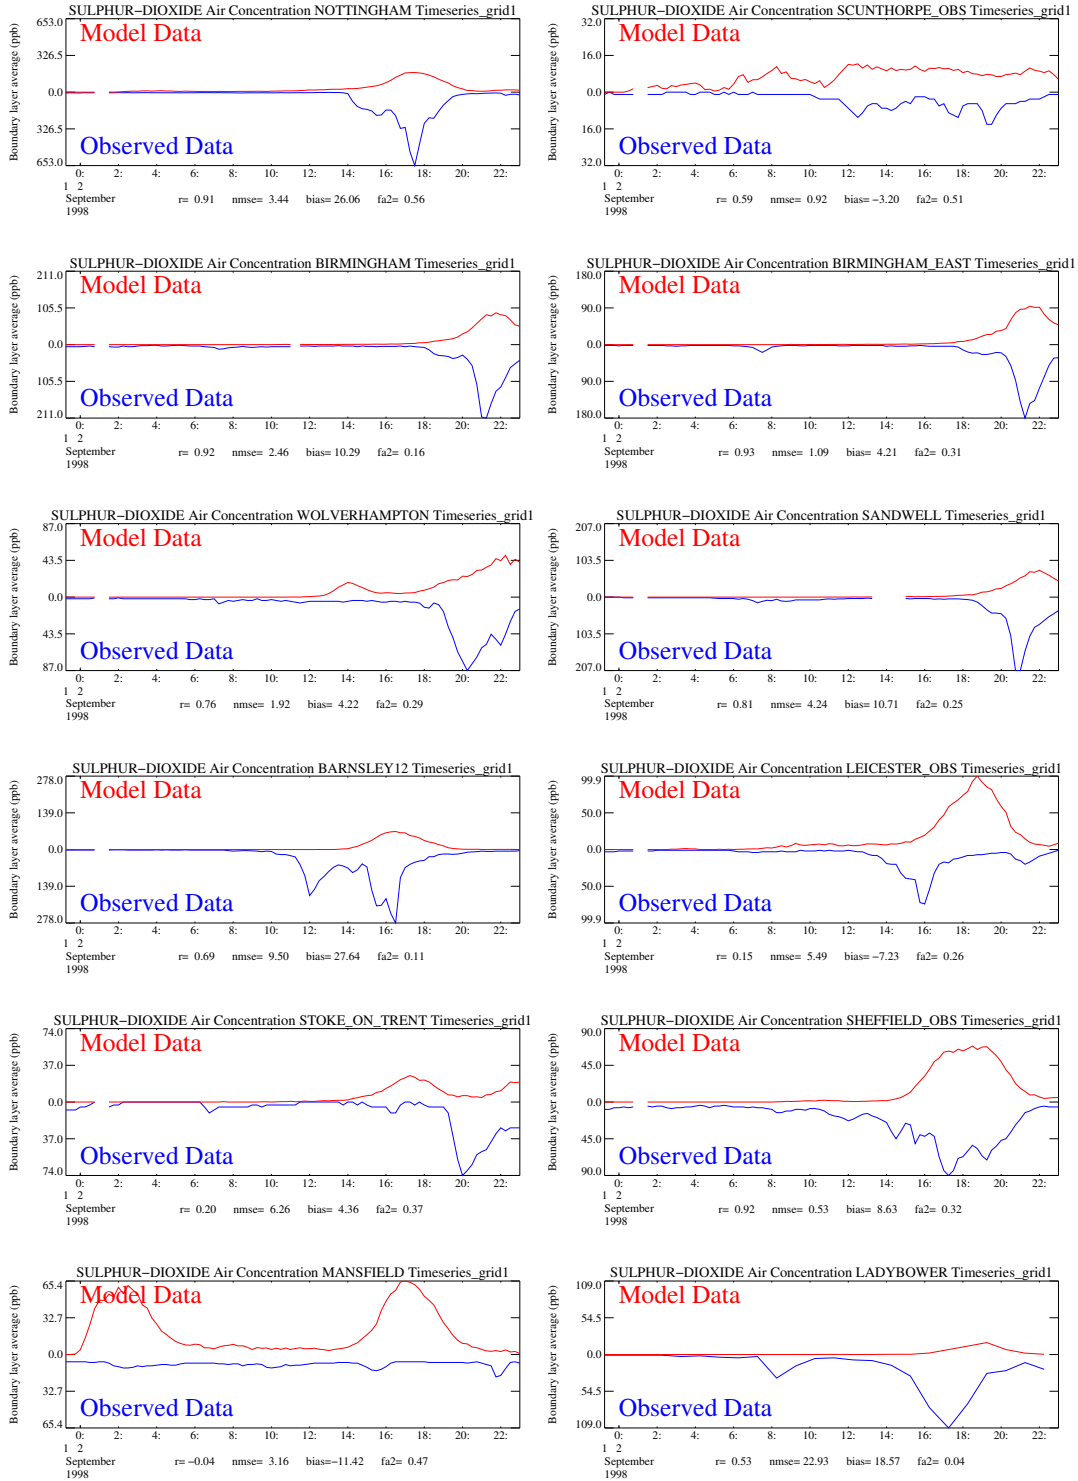 SULPHUR−DIOXIDE Air Concentration NOTTINGHAM Timeseries_grid1
Boundary layer average (ppb)
653.0
326.5
0.0
326.5
653.0
Model Data
Observed Data
0: 2: 4: 6: 8: 10: 12: 14: 16: 18: 20: 22:
1 2
September
1998
r= 0.91 nmse= 3.44 bias= 26.06 fa2= 0.56
SULPHUR−DIOXIDE Air Concentration SCUNTHORPE_OBS Timeseries_grid1
Boundary layer average (ppb)
32.0
16.0
0.0
16.0
32.0
Model Data
Observed Data
0: 2: 4: 6: 8: 10: 12: 14: 16: 18: 20: 22:
1 2
September
1998
r= 0.59 nmse= 0.92 bias= −3.20 fa2= 0.51
SULPHUR−DIOXIDE Air Concentration BIRMINGHAM Timeseries_grid1
Boundary layer average (ppb)
211.0
105.5
0.0
105.5
211.0
Model Data
Observed Data
0: 2: 4: 6: 8: 10: 12: 14: 16: 18: 20: 22:
1 2
September
1998
r= 0.92 nmse= 2.46 bias= 10.29 fa2= 0.16
SULPHUR−DIOXIDE Air Concentration BIRMINGHAM_EAST Timeseries_grid1
Boundary layer average (ppb)
180.0
90.0
0.0
90.0
180.0
Model Data
Observed Data
0: 2: 4: 6: 8: 10: 12: 14: 16: 18: 20: 22:
1 2
September
1998
r= 0.93 nmse= 1.09 bias= 4.21 fa2= 0.31
SULPHUR−DIOXIDE Air Concentration WOLVERHAMPTON Timeseries_grid1
Boundary layer average (ppb)
87.0
43.5
0.0
43.5
87.0
Model Data
Observed Data
0: 2: 4: 6: 8: 10: 12: 14: 16: 18: 20: 22:
1 2
September
1998
r= 0.76 nmse= 1.92 bias= 4.22 fa2= 0.29
SULPHUR−DIOXIDE Air Concentration SANDWELL Timeseries_grid1
Boundary layer average (ppb)
207.0
103.5
0.0
103.5
207.0
Model Data
Observed Data
0: 2: 4: 6: 8: 10: 12: 14: 16: 18: 20: 22:
1 2
September
1998
r= 0.81 nmse= 4.24 bias= 10.71 fa2= 0.25
SULPHUR−DIOXIDE Air Concentration BARNSLEY12 Timeseries_grid1
Boundary layer average (ppb)
278.0
139.0
0.0
139.0
278.0
Model Data
Observed Data
0: 2: 4: 6: 8: 10: 12: 14: 16: 18: 20: 22:
1 2
September
1998
r= 0.69 nmse= 9.50 bias= 27.64 fa2= 0.11
SULPHUR−DIOXIDE Air Concentration LEICESTER_OBS Timeseries_grid1
Boundary layer average (ppb)
99.9
50.0
0.0
50.0
99.9
Model Data
Observed Data
0: 2: 4: 6: 8: 10: 12: 14: 16: 18: 20: 22:
1 2
September
1998
r= 0.15 nmse= 5.49 bias= −7.23 fa2= 0.26
SULPHUR−DIOXIDE Air Concentration STOKE_ON_TRENT Timeseries_grid1
Boundary layer average (ppb)
74.0
37.0
0.0
37.0
74.0
Model Data
Observed Data
0: 2: 4: 6: 8: 10: 12: 14: 16: 18: 20: 22:
1 2
September
1998
r= 0.20 nmse= 6.26 bias= 4.36 fa2= 0.37
SULPHUR−DIOXIDE Air Concentration SHEFFIELD_OBS Timeseries_grid1
Boundary layer average (ppb)
90.0
45.0
0.0
45.0
90.0
Model Data
Observed Data
0: 2: 4: 6: 8: 10: 12: 14: 16: 18: 20: 22:
1 2
September
1998
r= 0.92 nmse= 0.53 bias= 8.63 fa2= 0.32
SULPHUR−DIOXIDE Air Concentration MANSFIELD Timeseries_grid1
Boundary layer average (ppb)
65.4
32.7
0.0
32.7
65.4
Model Data
Observed Data
0: 2: 4: 6: 8: 10: 12: 14: 16: 18: 20: 22:
1 2
September
1998
r= −0.04 nmse= 3.16 bias=−11.42 fa2= 0.47
SULPHUR−DIOXIDE Air Concentration LADYBOWER Timeseries_grid1
Boundary layer average (ppb)
109.0
54.5
0.0
54.5
109.0
Model Data
Observed Data
0: 2: 4: 6: 8: 10: 12: 14: 16: 18: 20: 22:
1 2
September
1998
r= 0.53 nmse= 22.93 bias= 18.57 fa2= 0.04